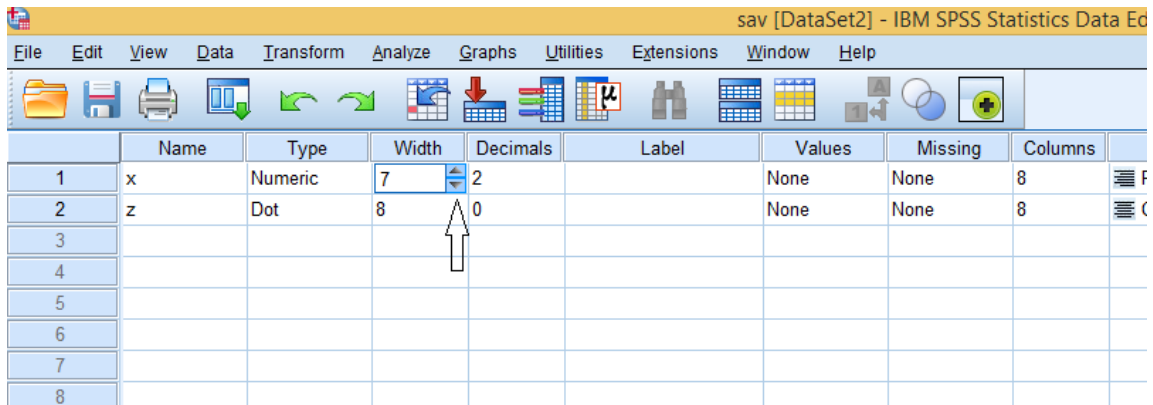 sav [DataSet2] - IBM SPSS Statistics Data Ed
File Edit View Data Transform Analyze Graphs Utilities Extensions Window Help
μ A 1
Name Type Width Decimals Label Values Missing Columns
1 x Numeric 7 2 None None 8
2 z Dot 8 0 None None 8
3
4
5
6
7
8